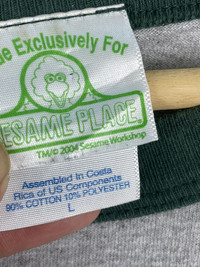 de Exclusively For
ESAME PLACE
TM/© 2004 Sesame Workshop
Assembled in Costa
Rica of US Components
90% COTTON 10% POLYESTER
L